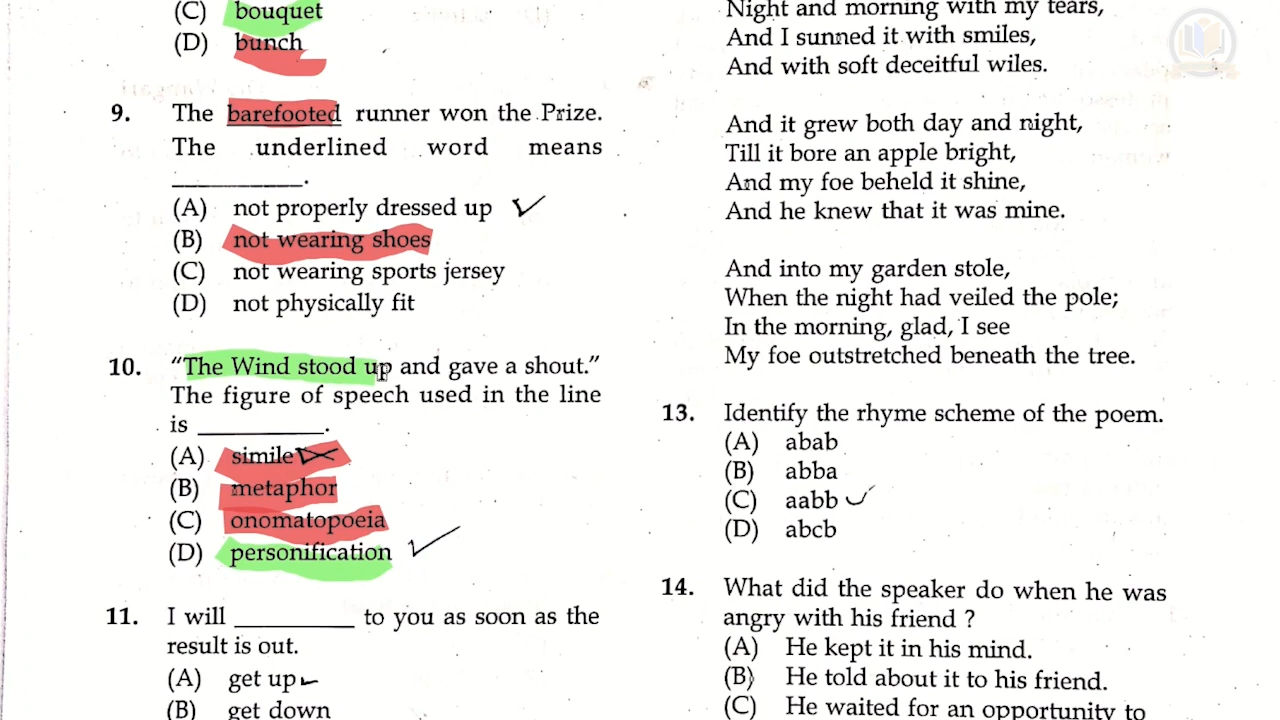 (C) bouquet
(D) bunch
9. The barefooted runner won the Prize.
The underlined word means
____________.
(A) not properly dressed up
(B) not wearing shoes
(C) not wearing sports jersey
(D) not physically fit
10. “The Wind stood up and gave a shout.”
The figure of speech used in the line
is ____________.
(A) simile
(B) metaphor
(C) onomatopoeia
(D) personification
11. I will ____________ to you as soon as the
result is out.
(A) get up
(B) get down
Night and morning with my tears,
And I sunned it with smiles,
And with soft deceitful wiles.
And it grew both day and night,
Till it bore an apple bright,
And my foe beheld it shine,
And he knew that it was mine.
And into my garden stole,
When the night had veiled the pole;
In the morning, glad, I see
My foe outstretched beneath the tree.
13. Identify the rhyme scheme of the poem.
(A) abab
(B) abba
(C) aabb
(D) abcb
14. What did the speaker do when he was
angry with his friend ?
(A) He kept it in his mind.
(B) He told about it to his friend.
(C) He waited for an opportunity to